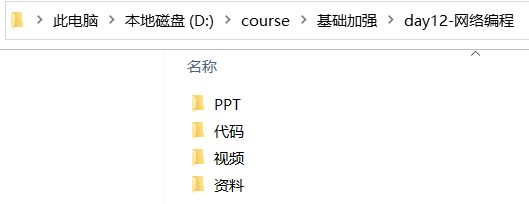 此电脑 > 本地磁盘 (D:) > course > 基础加强 > day12-网络编程
名称
PPT
代码
视频
资料